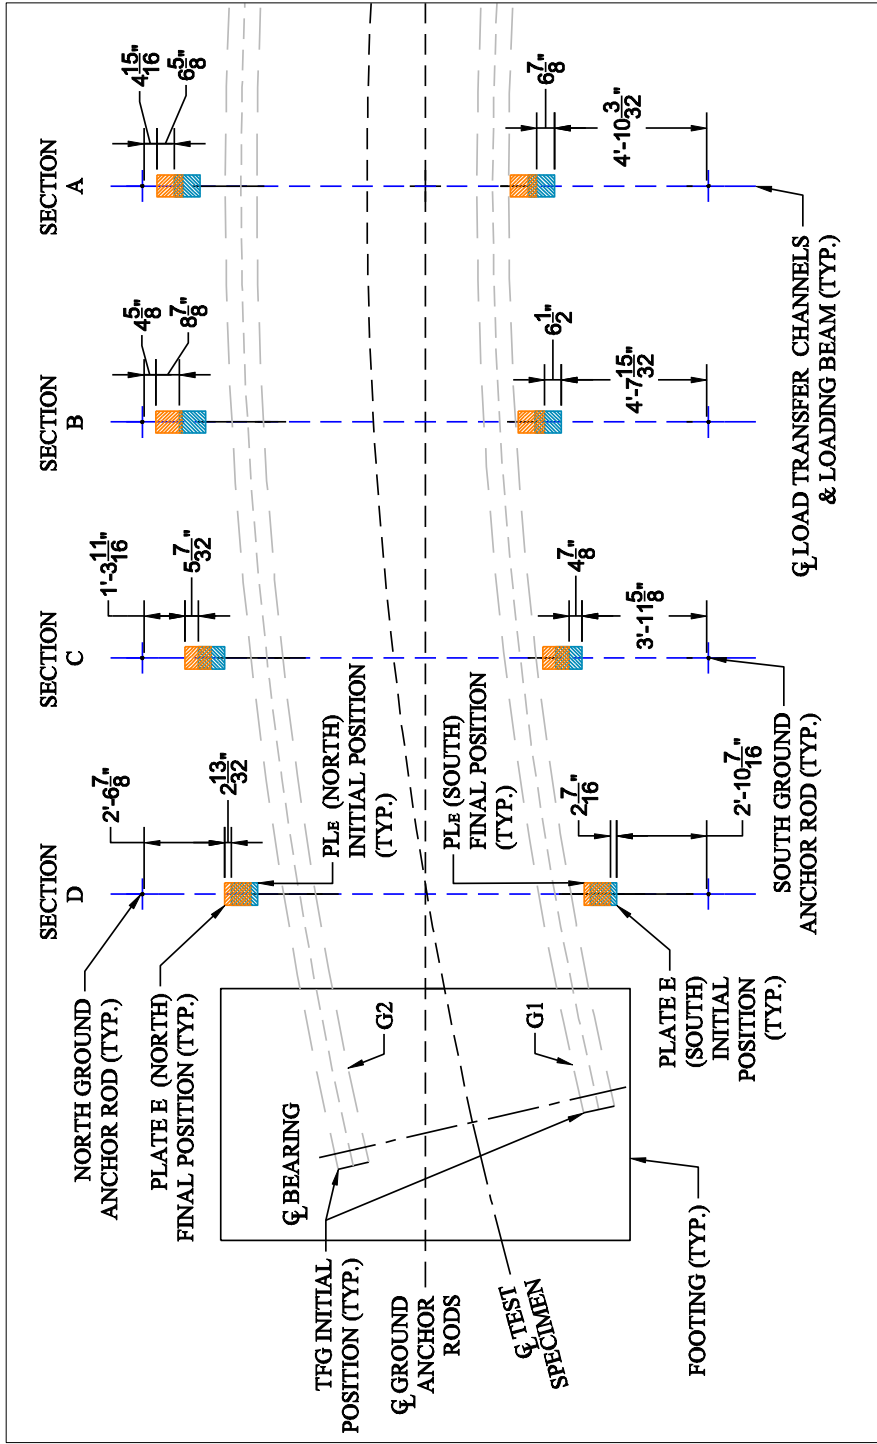 SECTION
A
SECTION
B
SECTION
C
SECTION
D
4 15/16"
6 5/8"
4 5/8"
8 7/8"
1'-3 11/16"
5 7/32"
2'-6 7/8"
2 13/32"
6 7/8"
4'-10 3/32"
6 1/2"
4'-7 15/32"
4 7/8"
3'-11 5/8"
2 7/16"
2'-10 7/16"
NORTH GROUND
ANCHOR ROD (TYP.)
PLATE E (NORTH)
FINAL POSITION (TYP.)
PLE (NORTH)
INITIAL POSITION
(TYP.)
PLE (SOUTH)
FINAL POSITION
(TYP.)
G2
G1
℄ BEARING
TFG INITIAL
POSITION (TYP.)
℄ GROUND
ANCHOR
RODS
℄ TEST
SPECIMEN
PLATE E
(SOUTH)
INITIAL
POSITION
(TYP.)
SOUTH GROUND
ANCHOR ROD (TYP.)
℄ LOAD TRANSFER CHANNELS
& LOADING BEAM (TYP.)
FOOTING (TYP.)